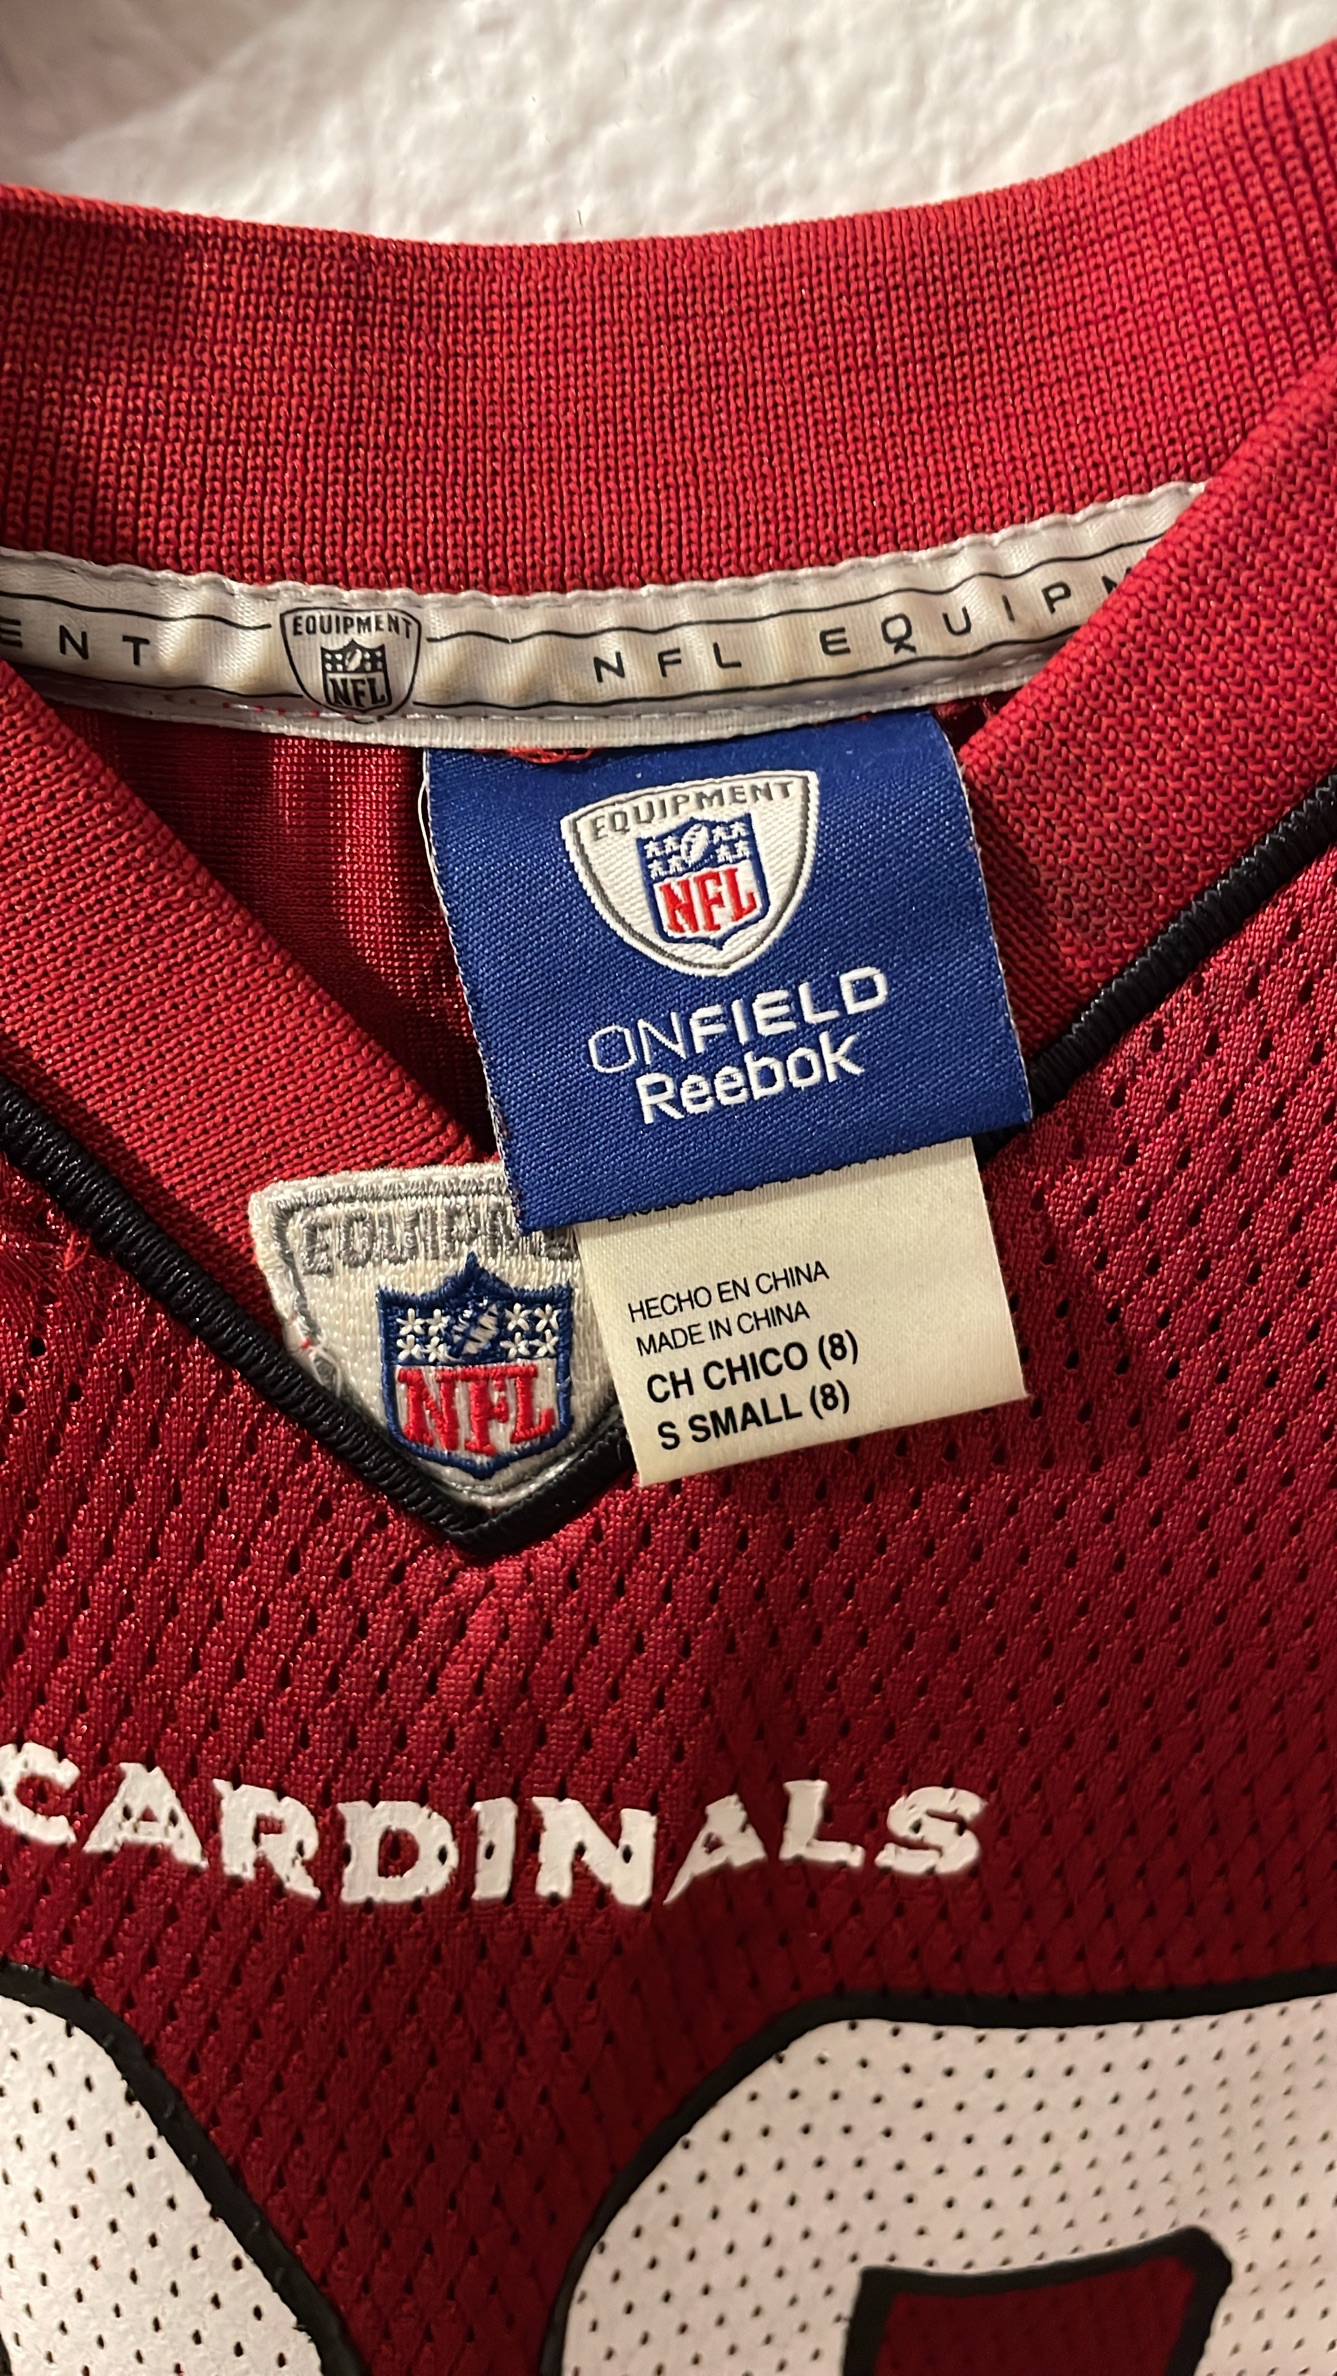 ENT
EQUIPMENT
NFL
NFL EQUIPM
EQUIPMENT
NFL
ONFIELD
Reebok
EQUIPME
NFL
HECHO EN CHINA
MADE IN CHINA
CH CHICO (8)
S SMALL (8)
CARDINALS